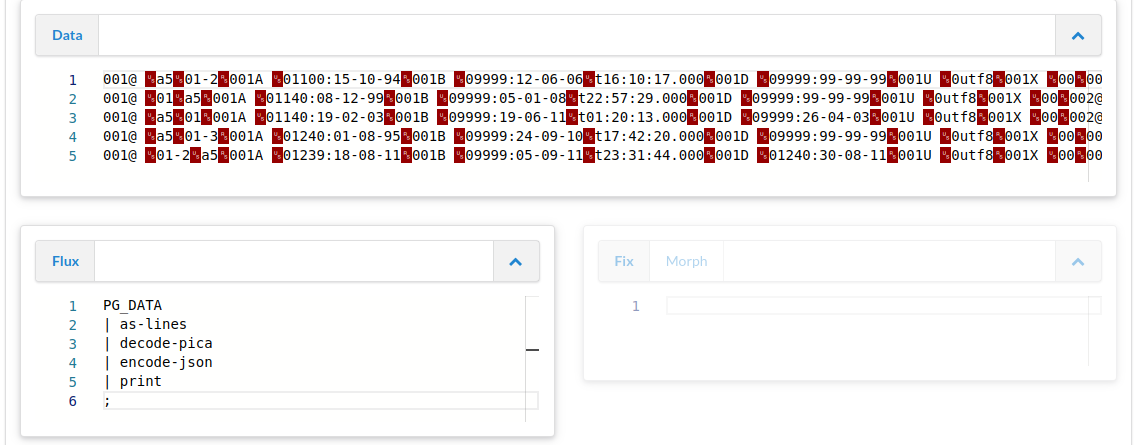 Data
1 001@ ␟a5␟01-2␞001A ␟01100:15-10-94␞001B ␟09999:12-06-06␟t16:10:17.000␞001D ␟09999:99-99-99␞001U ␟0utf8␞001X ␟00␞00
2 001@ ␟01␟a5␞001A ␟01140:08-12-99␞001B ␟09999:05-01-08␟t22:57:29.000␞001D ␟09999:99-99-99␞001U ␟0utf8␞001X ␟00␞002@
3 001@ ␟a5␟01␞001A ␟01140:19-02-03␞001B ␟09999:19-06-11␟t01:20:13.000␞001D ␟09999:26-04-03␞001U ␟0utf8␞001X ␟00␞002@
4 001@ ␟a5␟01-3␞001A ␟01240:01-08-95␞001B ␟09999:24-09-10␟t17:42:20.000␞001D ␟09999:99-99-99␞001U ␟0utf8␞001X ␟00␞00
5 001@ ␟01-2␟a5␞001A ␟01239:18-08-11␞001B ␟09999:05-09-11␟t23:31:44.000␞001D ␟01240:30-08-11␞001U ␟0utf8␞001X ␟00␞00
Flux
1 PG_DATA
2 | as-lines
3 | decode-pica
4 | encode-json
5 | print
6 ;
Fix Morph
1